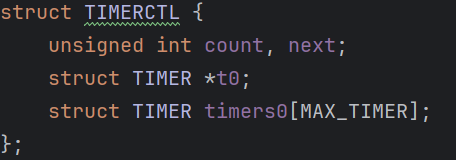 struct TIMERCTL {
    unsigned int count, next;
    struct TIMER *t0;
    struct TIMER timers0[MAX_TIMER];
};